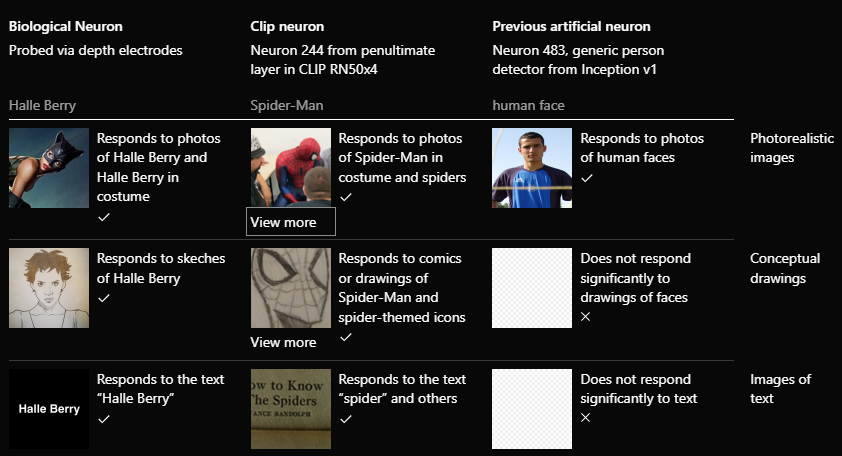 Biological Neuron
Probed via depth electrodes
Clip neuron
Neuron 244 from penultimate
layer in CLIP RN50x4
Previous artificial neuron
Neuron 483, generic person
detector from Inception v1
Halle Berry
Spider-Man
human face
Responds to photos
of Halle Berry and
Halle Berry in
costume
Responds to photos
of Spider-Man in
costume and spiders
View more
Responds to photos
of human faces
Photorealistic
images
Responds to skeches
of Halle Berry
Responds to comics
or drawings of
Spider-Man and
spider-themed icons
View more
Does not respond
significantly to
drawings of faces
Conceptual
drawings
Halle Berry
Responds to the text
“Halle Berry”
ow to Know
The Spiders
VANCE RANDOLPH
Responds to the text
“spider” and others
Does not respond
significantly to text
Images of
text